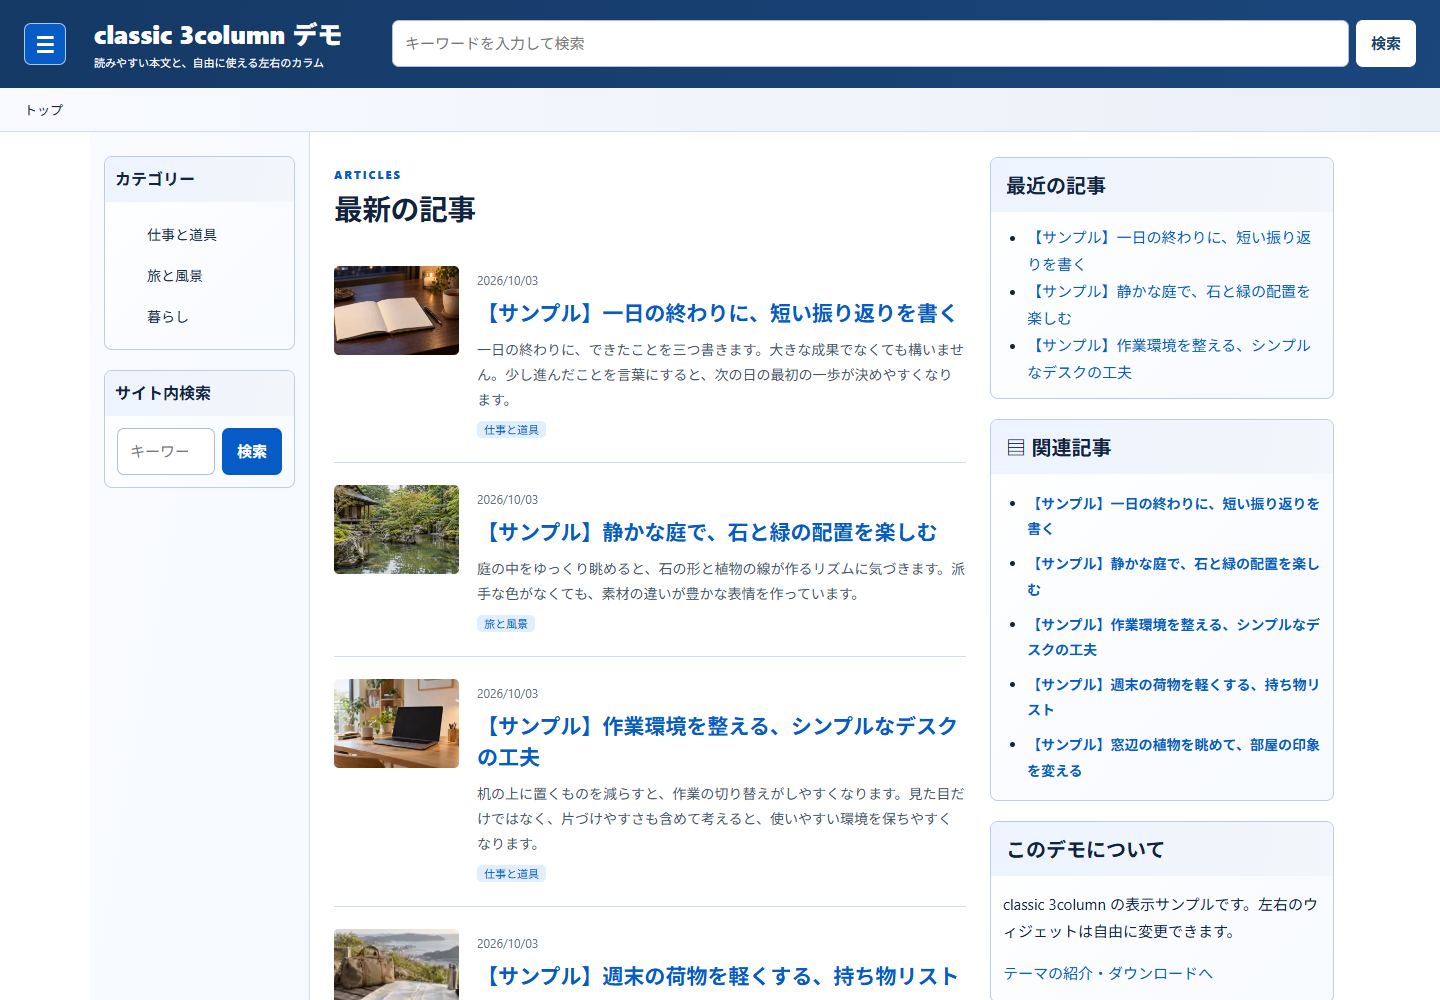 classic 3column デモ
読みやすい本文と、自由に使える左右のカラム
キーワードを入力して検索
検索
トップ
カテゴリー
仕事と道具
旅と風景
暮らし
サイト内検索
キーワー
検索
ARTICLES
最新の記事
2026/10/03
【サンプル】一日の終わりに、短い振り返りを書く
一日の終わりに、できたことを三つ書きます。大きな成果でなくても構いませ
ん。少し進んだことを言葉にすると、次の日の最初の一歩が決めやすくなり
ます。
仕事と道具
2026/10/03
【サンプル】静かな庭で、石と緑の配置を楽しむ
庭の中をゆっくり眺めると、石の形と植物の線が作るリズムに気づきます。派
手な色がなくても、素材の違いが豊かな表情を作っています。
旅と風景
2026/10/03
【サンプル】作業環境を整える、シンプルなデスク
の工夫
机の上に置くものを減らすと、作業の切り替えがしやすくなります。見た目だ
けではなく、片づけやすさも含めて考えると、使いやすい環境を保ちやすく
なります。
仕事と道具
2026/10/03
【サンプル】週末の荷物を軽くする、持ち物リスト
最近の記事
【サンプル】一日の終わりに、短い振り返
りを書く
【サンプル】静かな庭で、石と緑の配置を
楽しむ
【サンプル】作業環境を整える、シンプル
なデスクの工夫
関連記事
【サンプル】一日の終わりに、短い振り返りを
書く
【サンプル】静かな庭で、石と緑の配置を楽し
む
【サンプル】作業環境を整える、シンプルなデ
スクの工夫
【サンプル】週末の荷物を軽くする、持ち物リ
スト
【サンプル】窓辺の植物を眺めて、部屋の印象
を変える
このデモについて
classic 3column の表示サンプルです。左右のウ
ィジェットは自由に変更できます。
テーマの紹介・ダウンロードへ